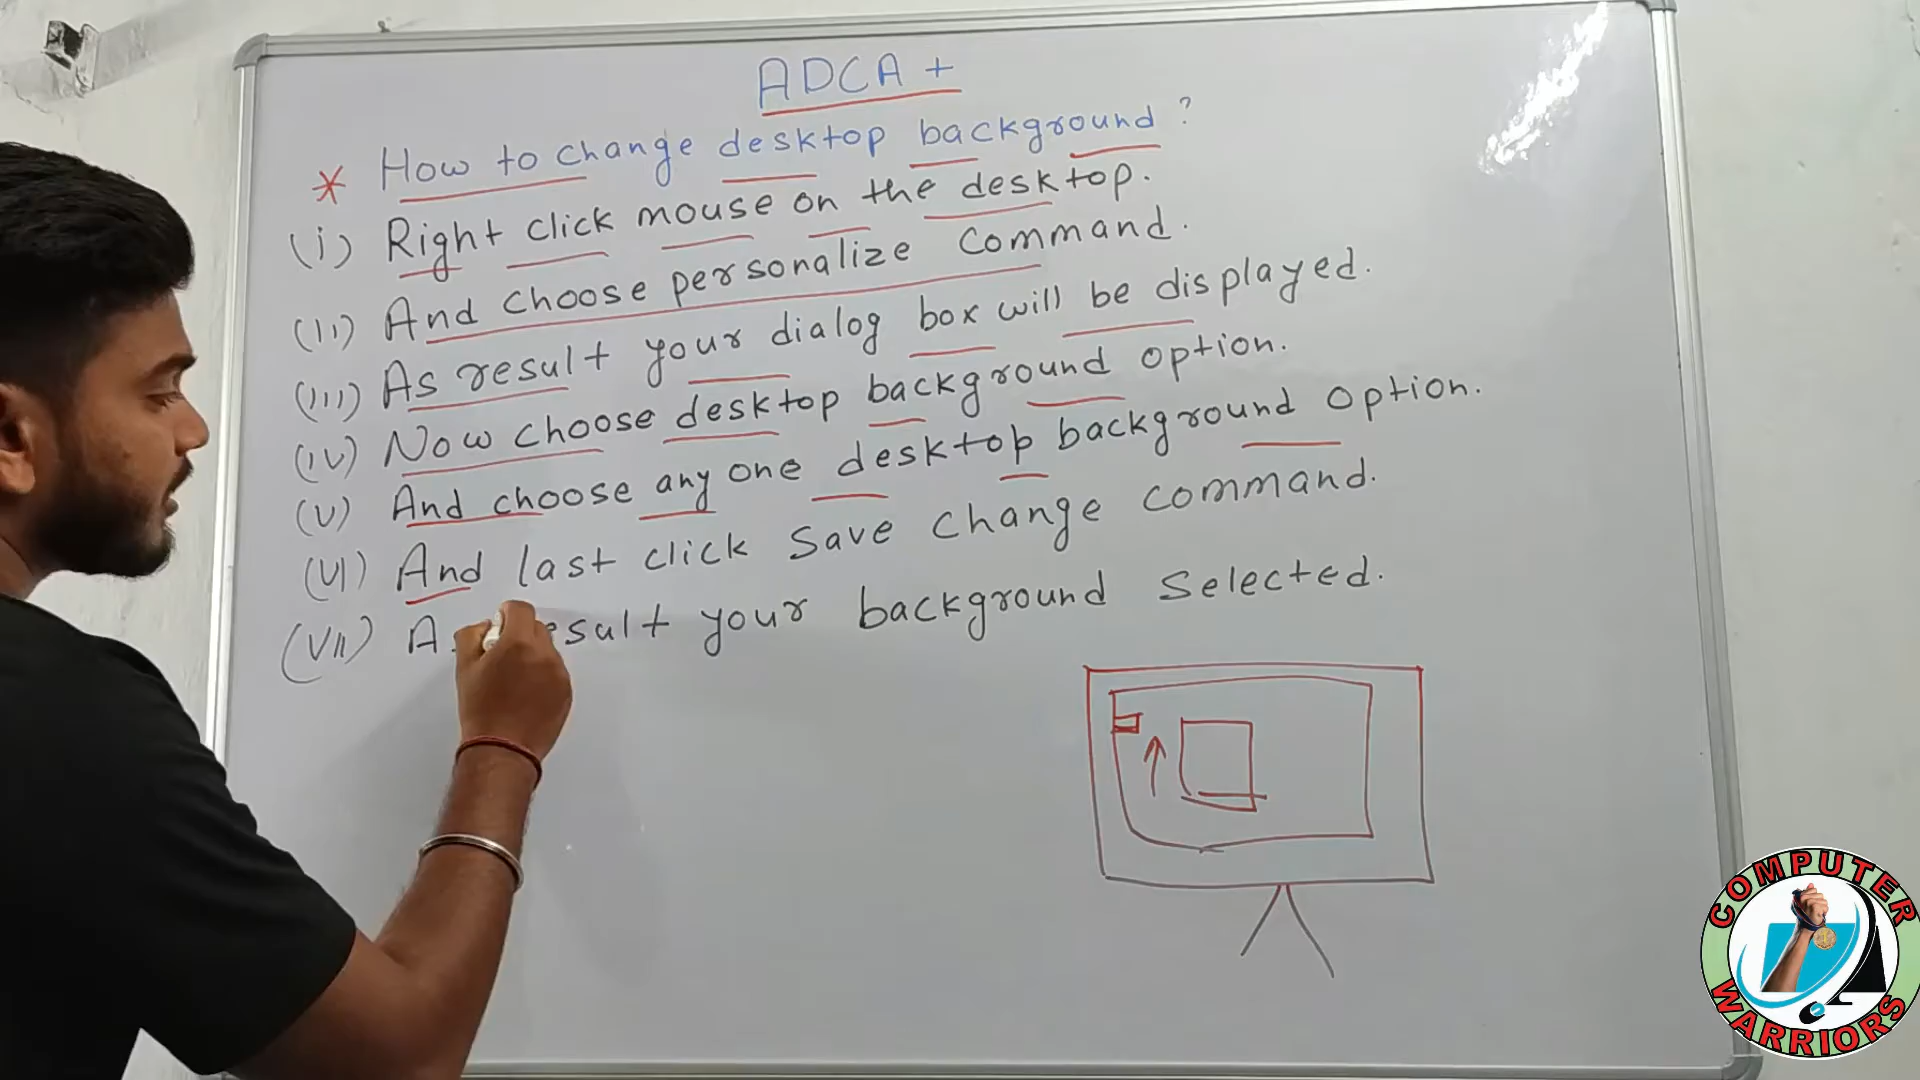 ADCA +
* How to change desktop background?
(i) Right click mouse on the desktop.
(ii) And choose personalize Command.
(iii) As result your dialog box will be displayed.
(iv) Now choose desktop background option.
(v) And choose any one desktop background option.
(vi) And last click save change command.
(vii) As result your background selected.
COMPUTER
WARRIORS